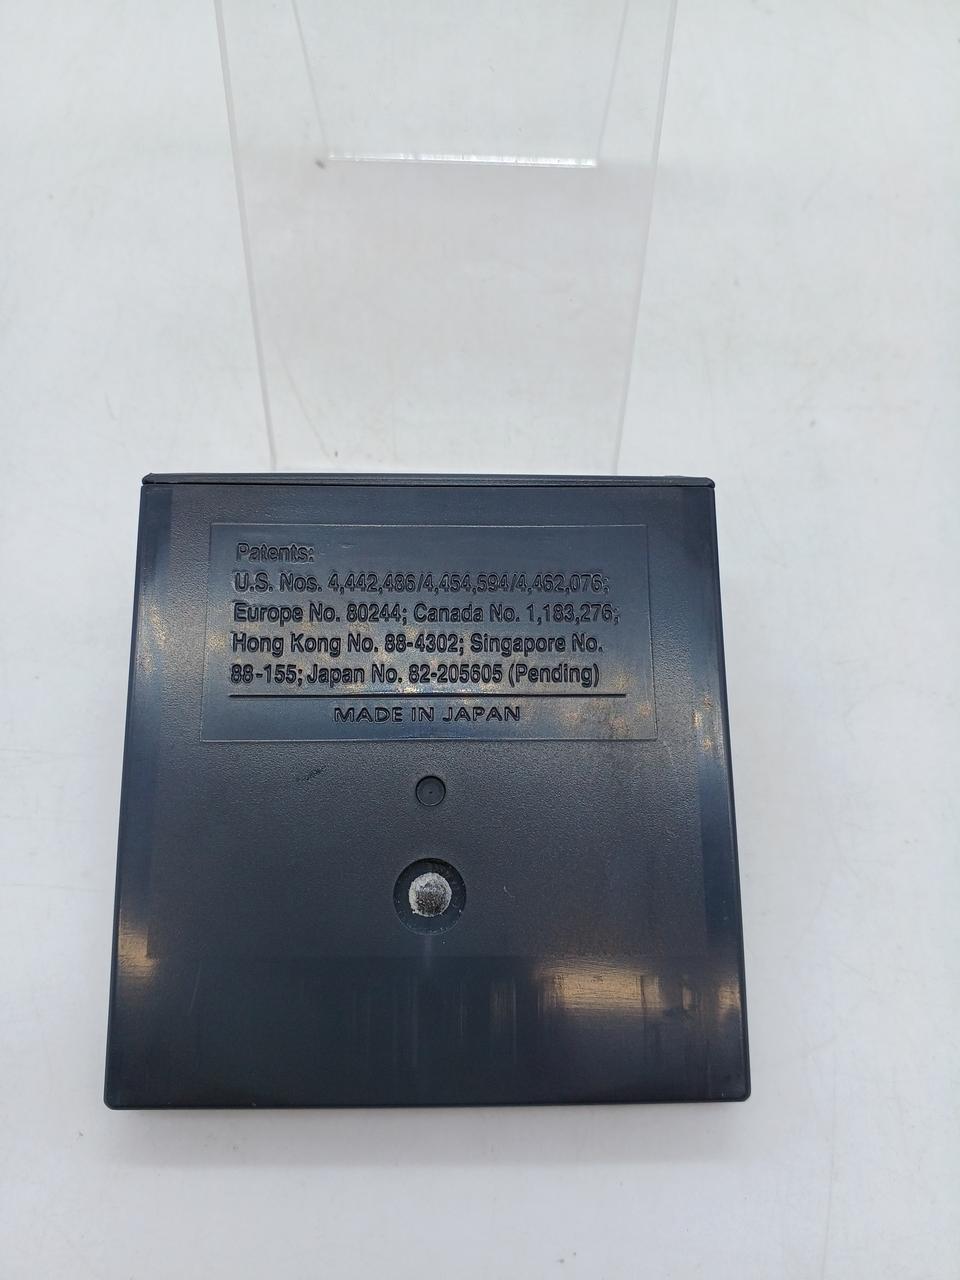 Patents:
U.S. Nos. 4,442,486/4,454,594/4,462,076;
Europe No. 80244; Canada No. 1,183,276;
Hong Kong No. 88-4302; Singapore No.
88-155; Japan No. 82-205605 (Pending)
MADE IN JAPAN